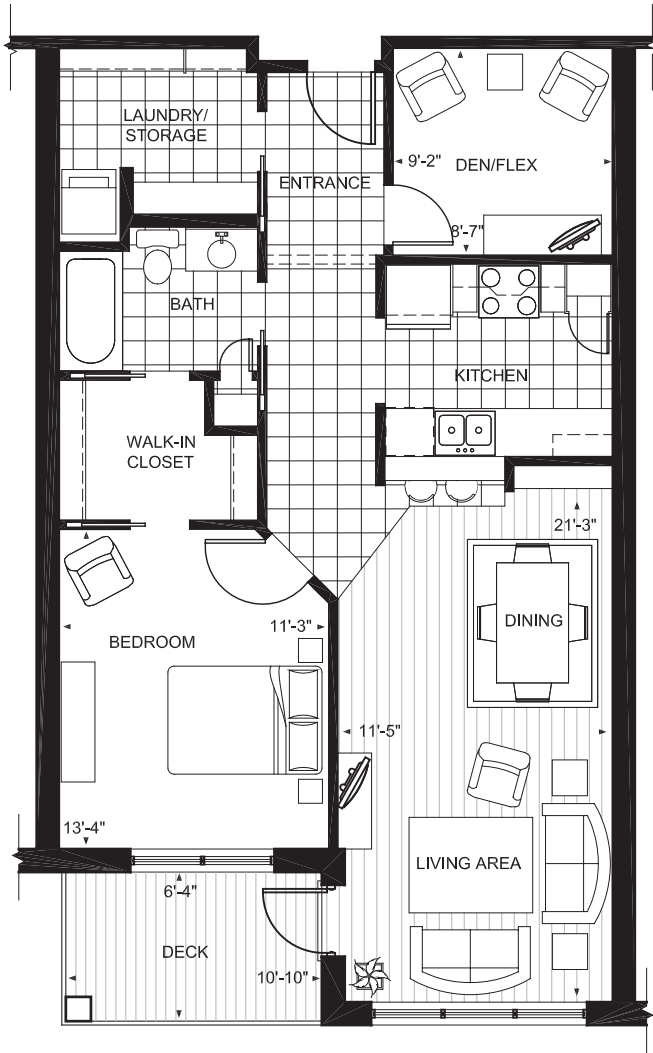 LAUNDRY/
STORAGE
9'-2"
DEN/FLEX
ENTRANCE
8'-7"
BATH
KITCHEN
WALK-IN
CLOSET
21'-3"
11'-3"
DINING
BEDROOM
11'-5"
13'-4"
LIVING AREA
6'-4"
DECK
10'-10"